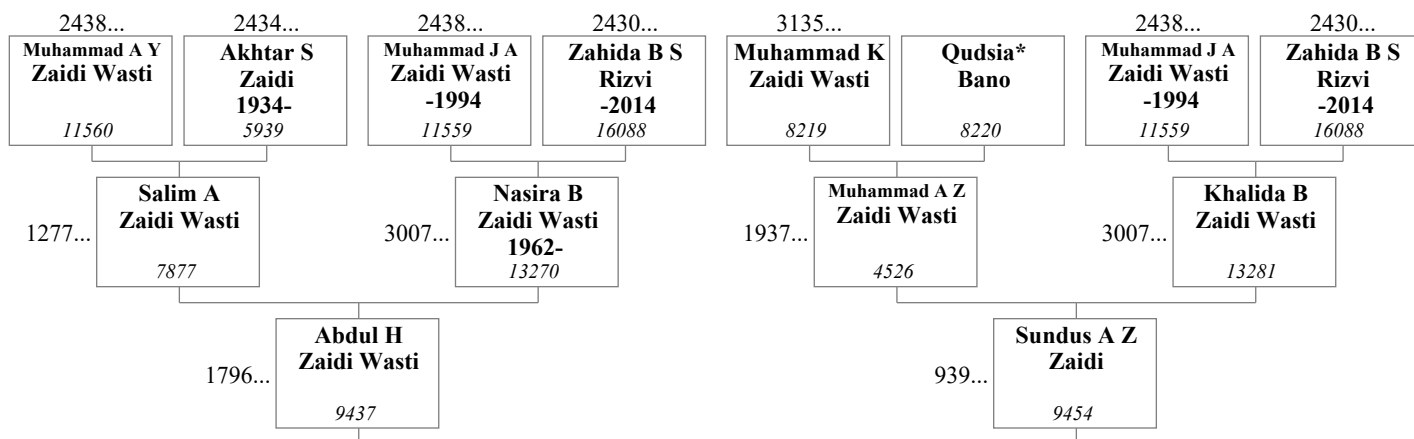 2438... 2434... 2438... 2430... 3135... 2438... 2430...
Muhammad A Y
Zaidi Wasti
11560
Akhtar S
Zaidi
1934-
5939
Muhammad J A
Zaidi Wasti
-1994
11559
Zahida B S
Rizvi
-2014
16088
Muhammad K
Zaidi Wasti
8219
Qudsia*
Bano
8220
Muhammad J A
Zaidi Wasti
-1994
11559
Zahida B S
Rizvi
-2014
16088
1277...
Salim A
Zaidi Wasti
7877
3007...
Nasira B
Zaidi Wasti
1962-
13270
1937...
Muhammad A Z
Zaidi Wasti
4526
3007...
Khalida B
Zaidi Wasti
13281
1796...
Abdul H
Zaidi Wasti
9437
939...
Sundus A Z
Zaidi
9454